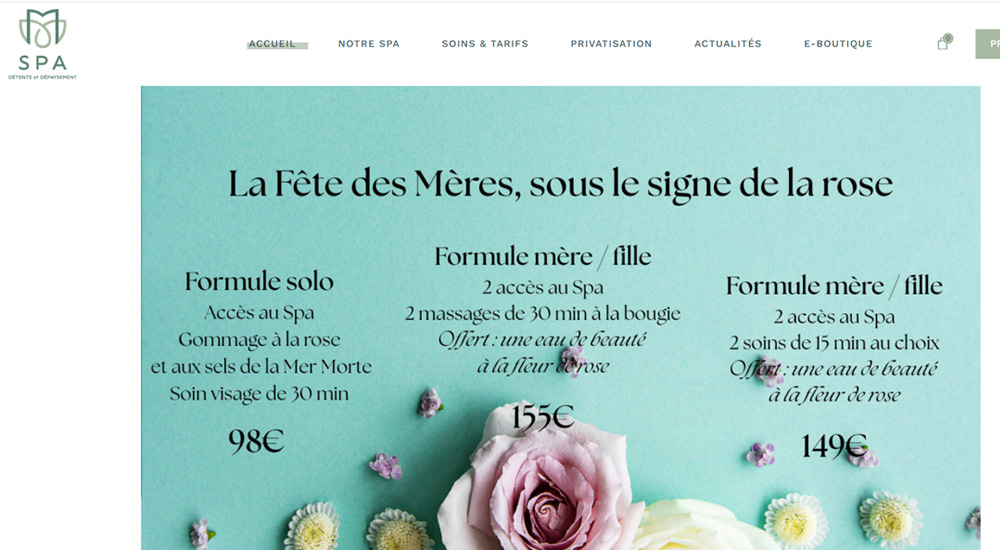 SPA
DÉTENTE et DÉPAYSEMENT
ACCUEIL
NOTRE SPA
SOINS & TARIFS
PRIVATISATION
ACTUALITÉS
E-BOUTIQUE
0
La Fête des Mères, sous le signe de la rose
Formule solo
Accès au Spa
Gommage à la rose
et aux sels de la Mer Morte
Soin visage de 30 min
98€
Formule mère / fille
2 accès au Spa
2 massages de 30 min à la bougie
Offert : une eau de beauté
à la fleur de rose
155€
Formule mère / fille
2 accès au Spa
2 soins de 15 min au choix
Offert : une eau de beauté
à la fleur de rose
149€